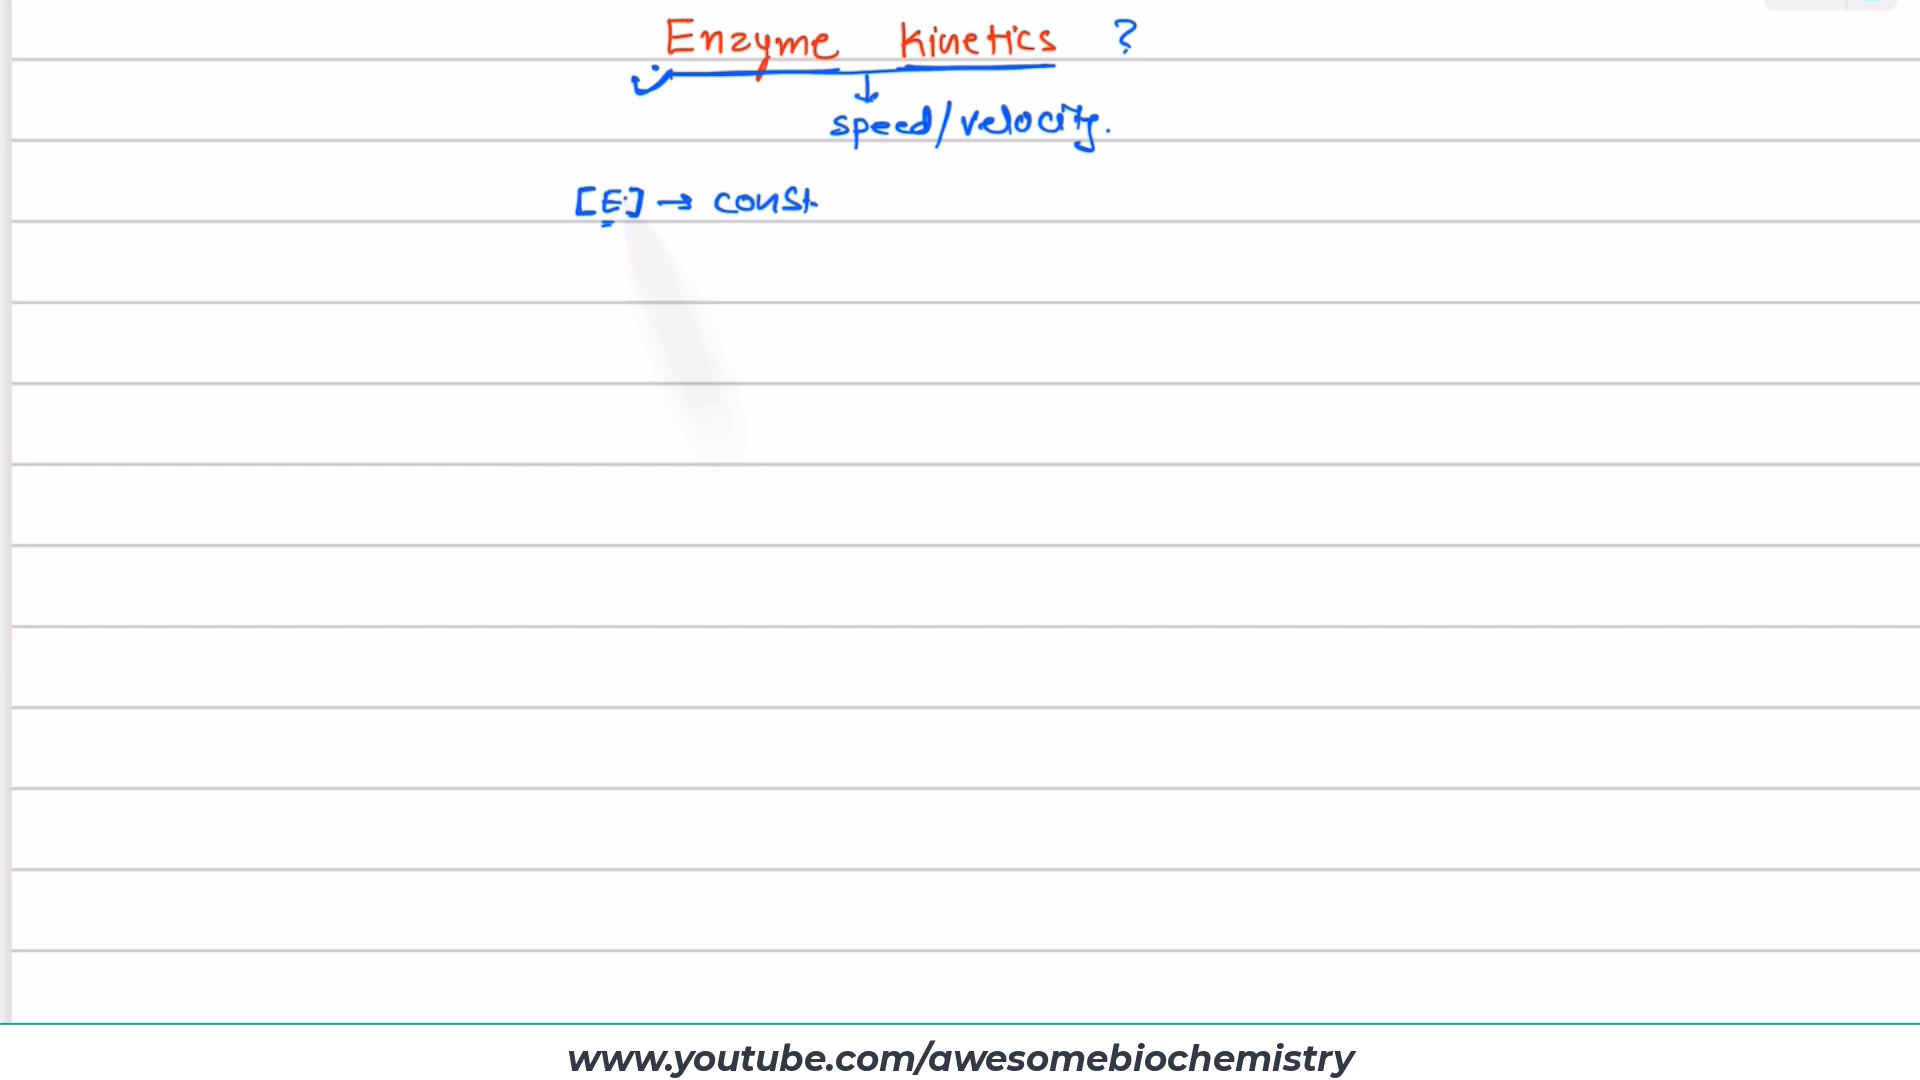 Enzyme kinetics ?
↓
speed/velocity.
[E] → const
www.youtube.com/awesomebiochemistry